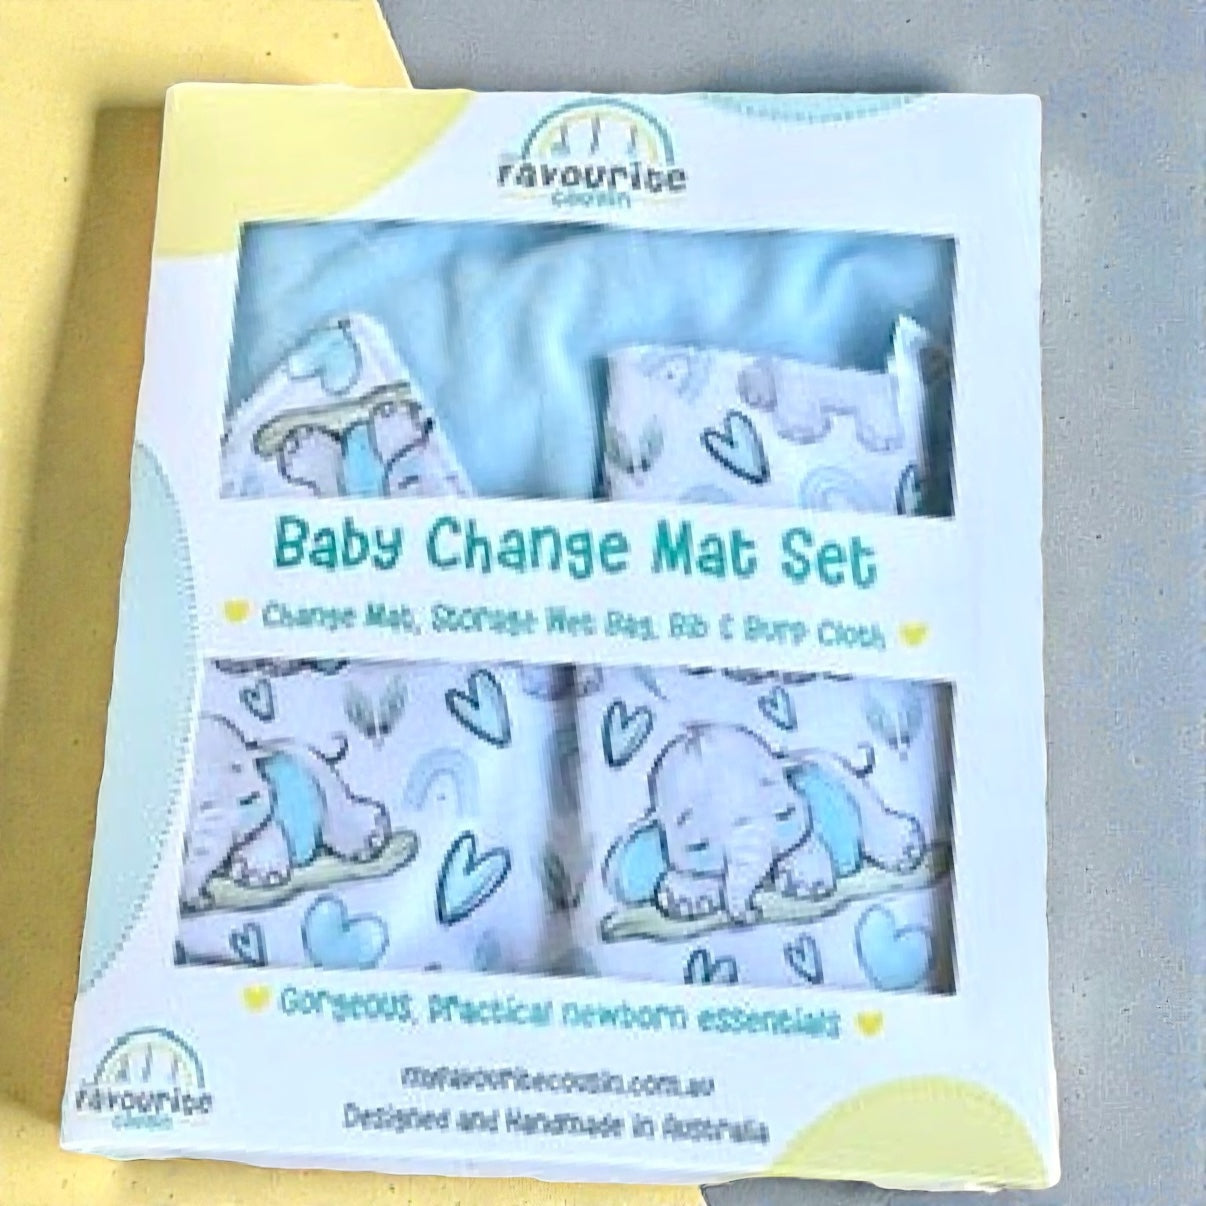 favourite
cousin
Baby Change Mat Set
Change Mat, Storage Wet Bag, Bib & Burp Cloth
Gorgeous, practical newborn essentials
myfavouritecousin.com.au
Designed and Handmade in Australia
favourite
cousin